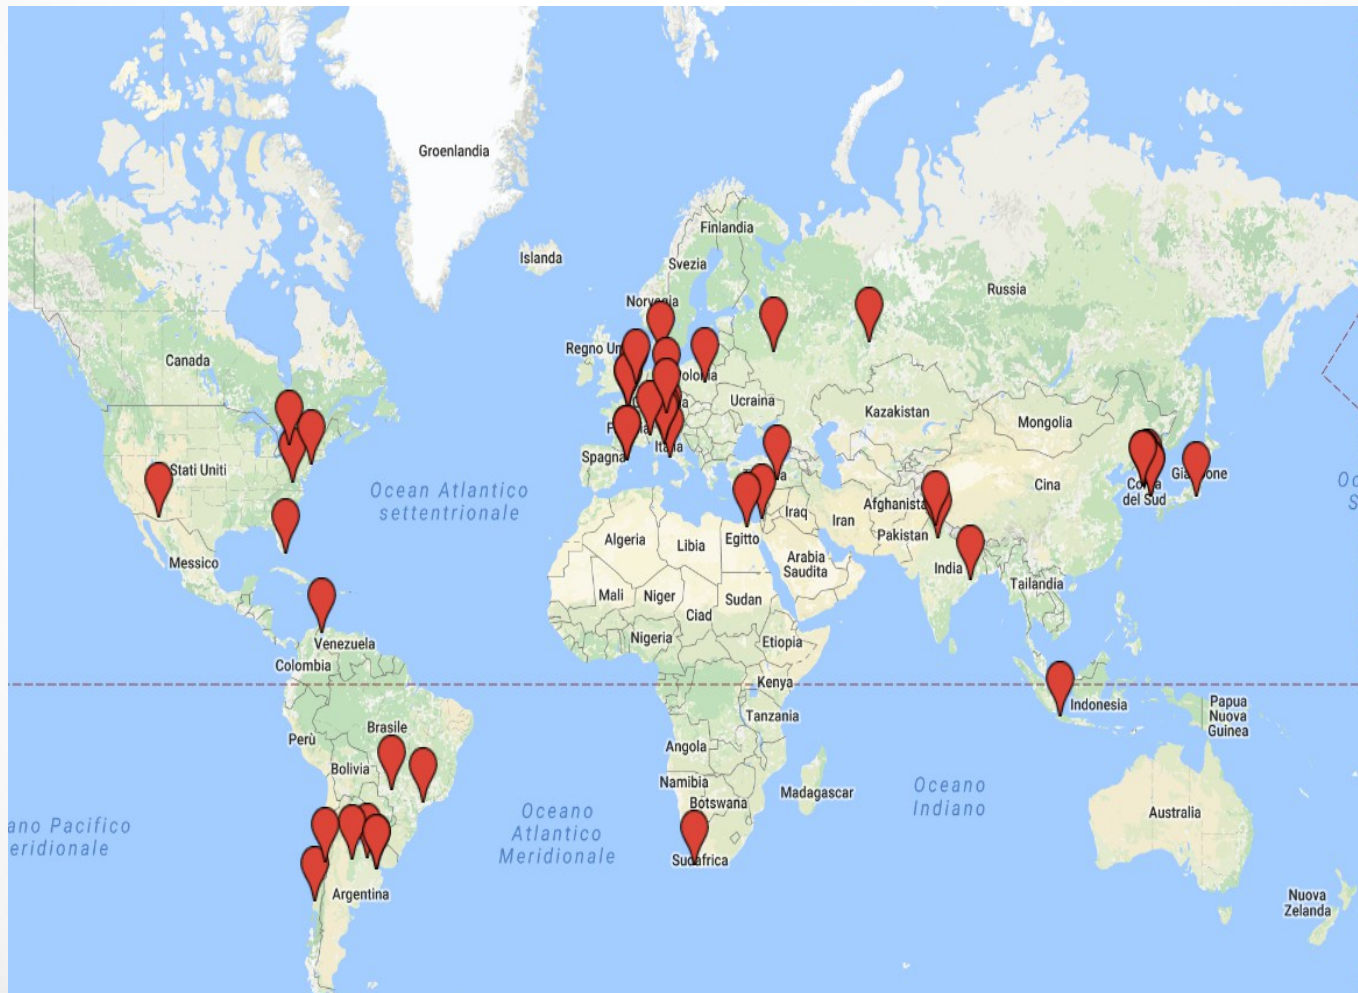 Groenlandia
Finlandia
Islanda
Svezia
Russia
Norvegia
Regno Un
Canada
Polonia
Ucraina
Kazakistan
Mongolia
Stati Uniti
Italia
Spagna
Giappone
Cina
Corea
del Sud
Ocean Atlantico
settentrionale
Afghanista
Iraq
Iran
Pakistan
Algeria
Libia
Egitto
Arabia
Saudita
Messico
India
Tailandia
Mali
Niger
Sudan
Ciad
Nigeria
Etiopia
Venezuela
Colombia
Kenya
Indonesia
Papua
Nuova
Guinea
Tanzania
Brasile
Perù
Angola
Bolivia
Namibia
Botswana
Madagascar
Oceano
Indiano
Australia
ano Pacifico
eridionale
Oceano
Atlantico
Meridionale
Sudafrica
Argentina
Nuova
Zelanda